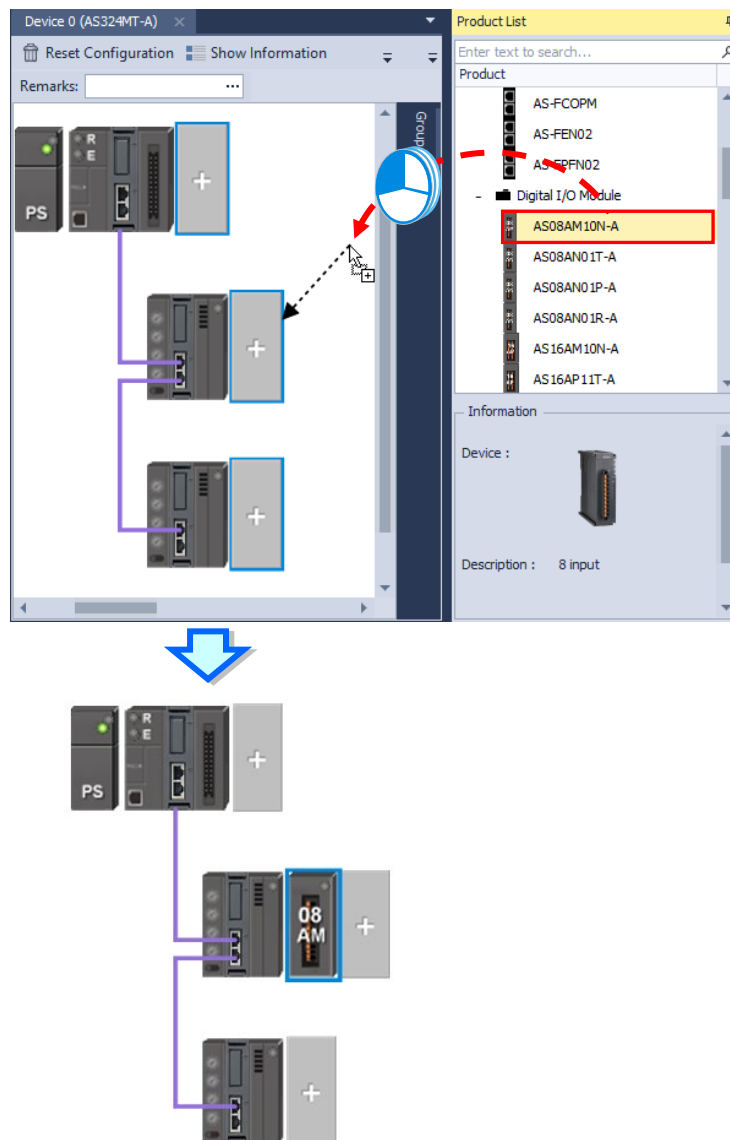 Device 0 (AS324MT-A)
Reset Configuration Show Information
Remarks: ...
R
E
PS
+
+
+
Group
Product List
Enter text to search...
Product
AS-FCOPM
AS-FEN02
AS-FPFN02
- Digital I/O Module
AS08AM10N-A
AS08AN01T-A
AS08AN01P-A
AS08AN01R-A
AS16AM10N-A
AS16AP11T-A
Information
Device :
Description : 8 input
R
E
PS
+
08
AM
+
+